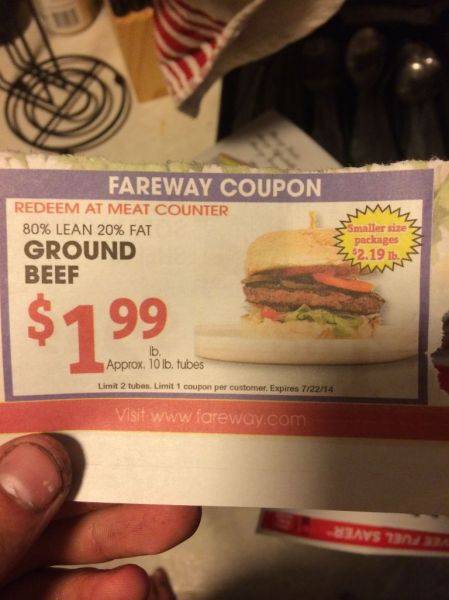 FAREWAY COUPON
REDEEM AT MEAT COUNTER
80% LEAN 20% FAT
GROUND
BEEF
$1.99
lb.
Approx. 10 lb. tubes
Smaller size
packages
$2.19 lb.
Limit 2 tubes. Limit 1 coupon per customer. Expires 7/22/14
Visit www.fareway.com
FUEL SAVER